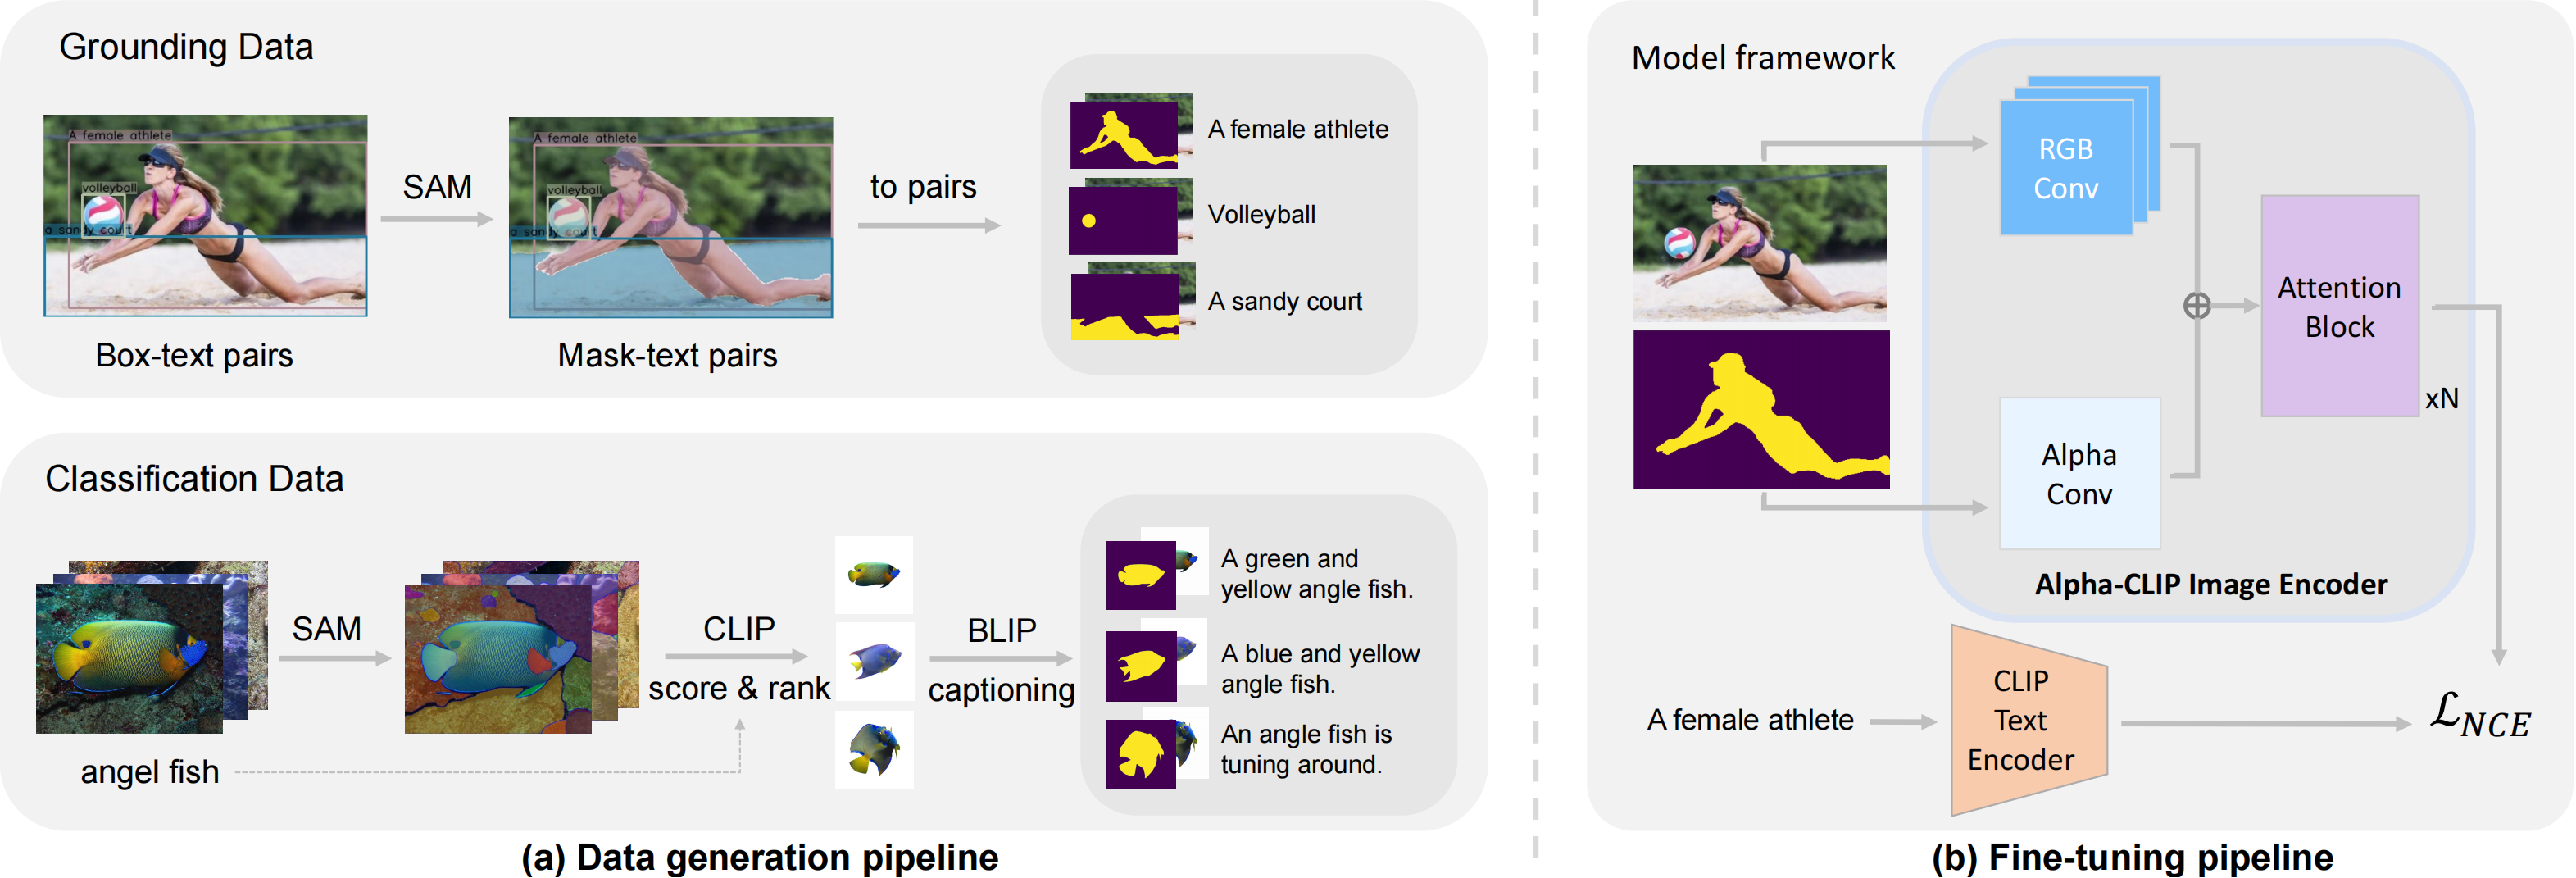 Grounding Data
A female athlete
volleyball
a sandy court
Box-text pairs
SAM
A female athlete
volleyball
a sandy court
Mask-text pairs
to pairs
A female athlete
Volleyball
A sandy court
Classification Data
angel fish
SAM
CLIP
score & rank
BLIP
captioning
A green and
yellow angle fish.
A blue and yellow
angle fish.
An angle fish is
tuning around.
(a) Data generation pipeline
Model framework
RGB
Conv
Alpha
Conv
Attention
Block
xN
Alpha-CLIP Image Encoder
A female athlete
CLIP
Text
Encoder
ℒNCE
(b) Fine-tuning pipeline